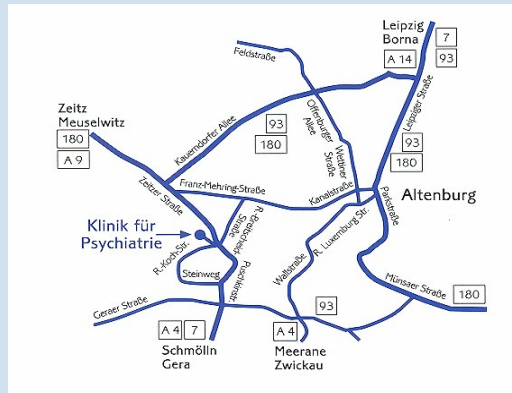 Leipzig
Borna
7
A 14
93
Feldstraße
Zeitz
Meuselwitz
180
A 9
Kauerndorfer Allee
93
180
Offenburger
Allee
Leipziger Straße
93
180
Wettiner
Straße
Zeitzer Straße
Franz-Mehring-Straße
Kanalstraße
Altenburg
Parkstraße
Klinik für
Psychiatrie
R.-Breitscheid-
Straße
R. Luxemburg Str.
R.-Koch-Str.
Steinweg
Puschkinstr.
Wallstraße
Münsaer Straße
180
Geraer Straße
93
A 4
7
A 4
Schmölln
Gera
Meerane
Zwickau